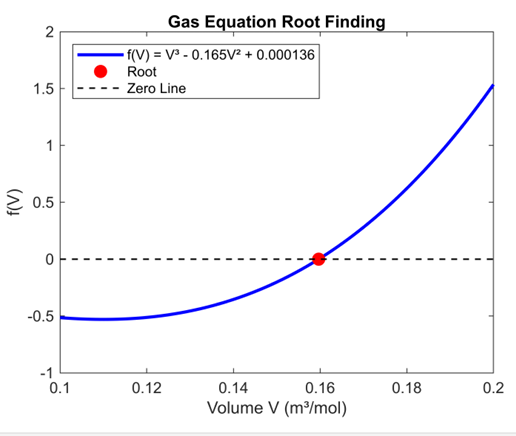 Gas Equation Root Finding
f(V) = V³ - 0.165V² + 0.000136
Root
Zero Line
2
1.5
1
0.5
0
-0.5
-1
f(V)
0.1 0.12 0.14 0.16 0.18 0.2
Volume V (m³/mol)